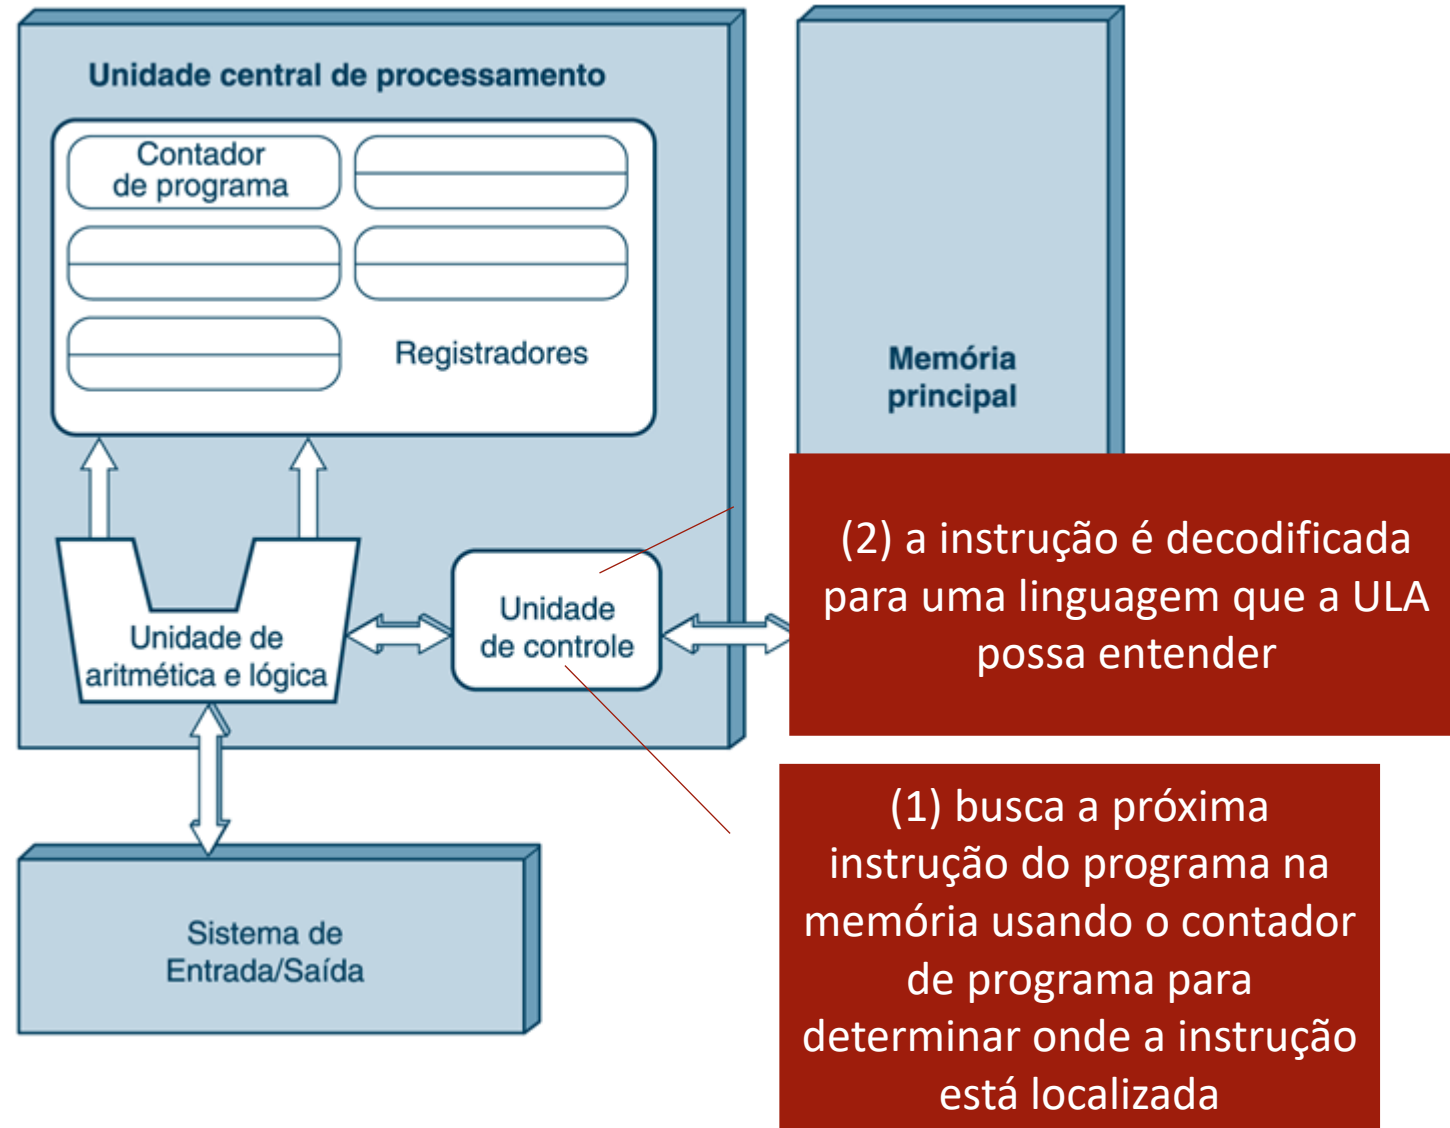 Unidade central de processamento
Contador
de programa
Registradores
Memória
principal
(2) a instrução é decodificada
para uma linguagem que a ULA
possa entender
Unidade
de controle
Unidade de
aritmética e lógica
(1) busca a próxima
instrução do programa na
memória usando o contador
de programa para
determinar onde a instrução
está localizada
Sistema de
Entrada/Saída